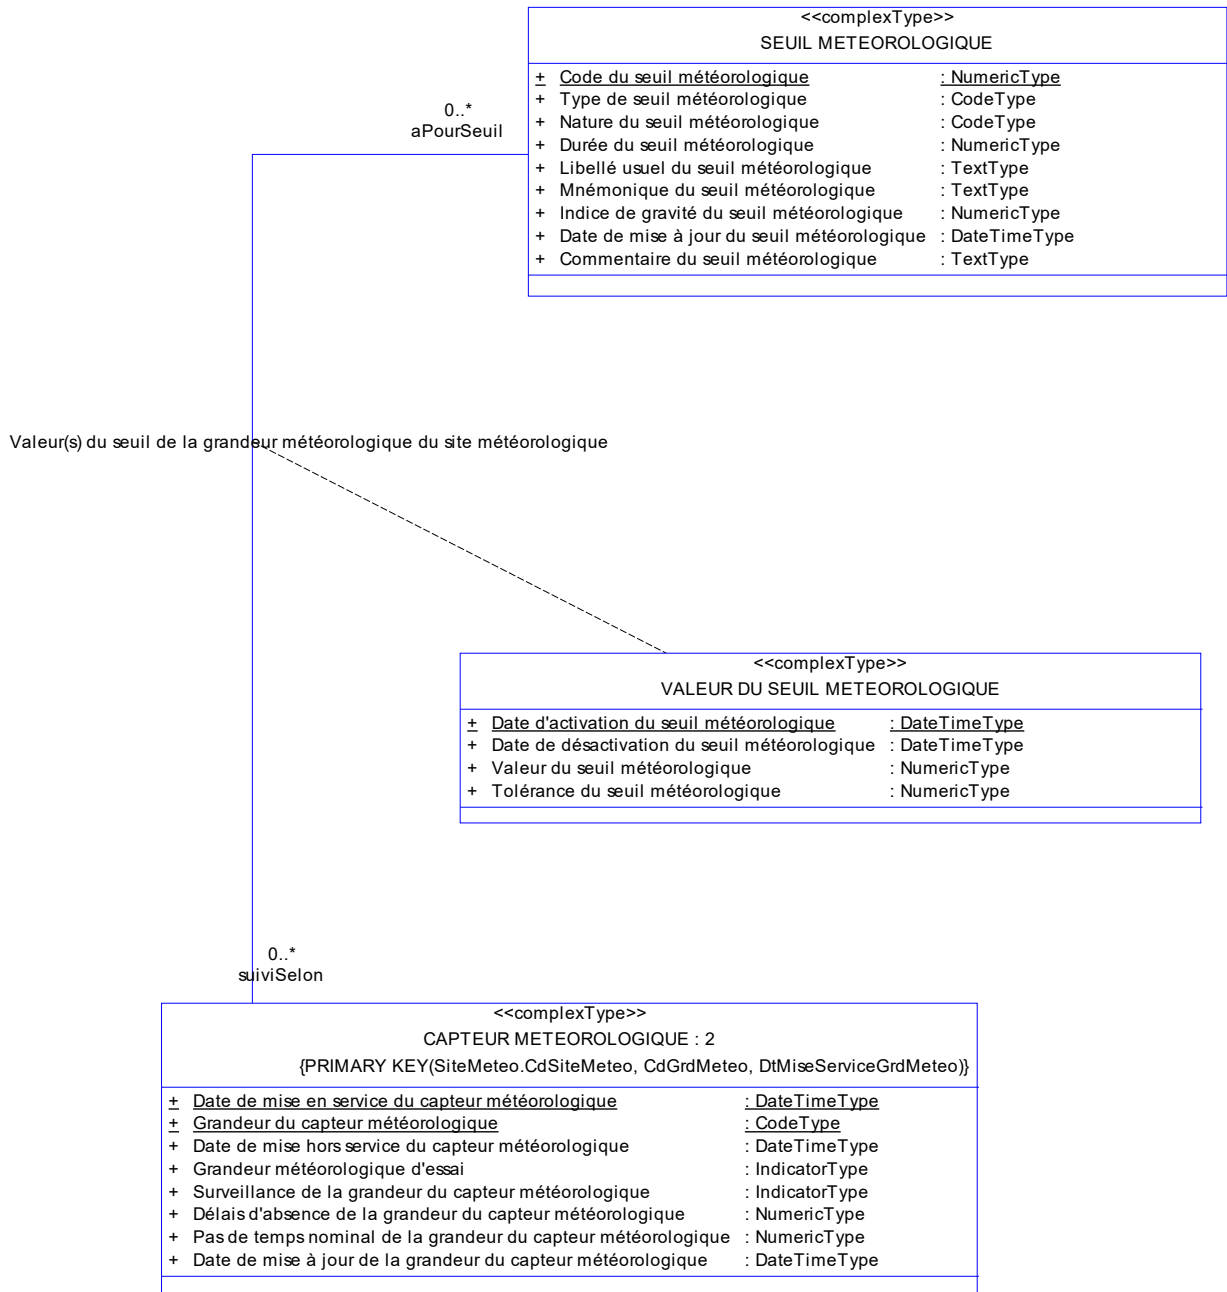 <<complexType>>
SEUIL METEOROLOGIQUE
+ Code du seuil météorologique : NumericType
+ Type de seuil météorologique : CodeType
+ Nature du seuil météorologique : CodeType
+ Durée du seuil météorologique : NumericType
+ Libellé usuel du seuil météorologique : TextType
+ Mnémonique du seuil météorologique : TextType
+ Indice de gravité du seuil météorologique : NumericType
+ Date de mise à jour du seuil météorologique : DateTimeType
+ Commentaire du seuil météorologique : TextType
0..*
aPourSeuil
Valeur(s) du seuil de la grandeur météorologique du site météorologique
<<complexType>>
VALEUR DU SEUIL METEOROLOGIQUE
+ Date d'activation du seuil météorologique : DateTimeType
+ Date de désactivation du seuil météorologique : DateTimeType
+ Valeur du seuil météorologique : NumericType
+ Tolérance du seuil météorologique : NumericType
0..*
suiviSelon
<<complexType>>
CAPTEUR METEOROLOGIQUE : 2
{PRIMARY KEY(SiteMeteo.CdSiteMeteo, CdGrdMeteo, DtMiseServiceGrdMeteo)}
+ Date de mise en service du capteur météorologique : DateTimeType
+ Grandeur du capteur météorologique : CodeType
+ Date de mise hors service du capteur météorologique : DateTimeType
+ Grandeur météorologique d'essai : IndicatorType
+ Surveillance de la grandeur du capteur météorologique : IndicatorType
+ Délais d'absence de la grandeur du capteur météorologique : NumericType
+ Pas de temps nominal de la grandeur du capteur météorologique : NumericType
+ Date de mise à jour de la grandeur du capteur météorologique : DateTimeType